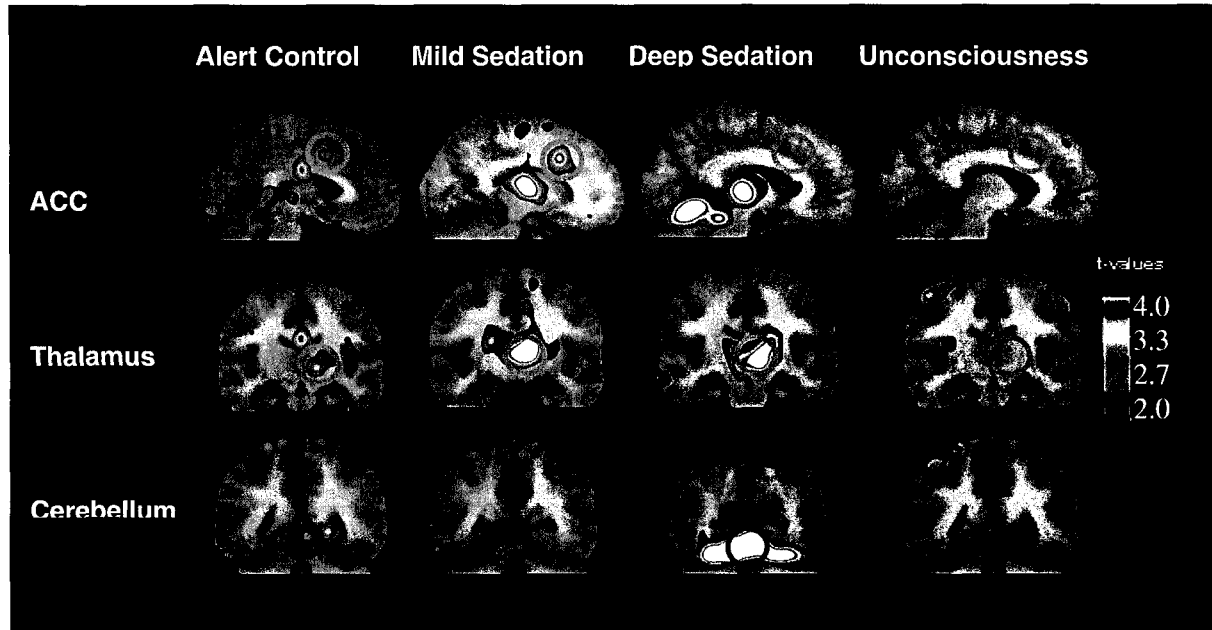 Alert Control Mild Sedation Deep Sedation Unconsciousness
ACC
t-values
4.0
3.3
Thalamus
2.7
2.0
Cerebellum